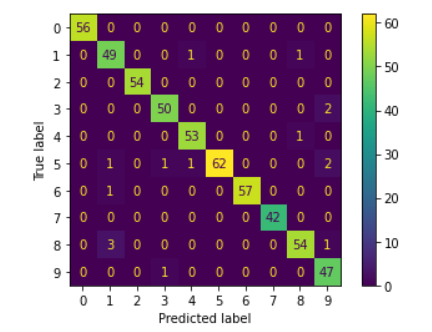 0 56 0 0 0 0 0 0 0 0 0
1 0 49 0 0 1 0 0 0 1 0
2 0 0 54 0 0 0 0 0 0 0
3 0 0 0 50 0 0 0 0 0 2
4 0 0 0 0 53 0 0 0 1 0
5 0 1 0 1 1 62 0 0 0 2
6 0 1 0 0 0 0 57 0 0 0
7 0 0 0 0 0 0 0 42 0 0
8 0 3 0 0 0 0 0 0 54 1
9 0 0 0 1 0 0 0 0 0 47
0 1 2 3 4 5 6 7 8 9
Predicted label
True label
60
50
40
30
20
10
0